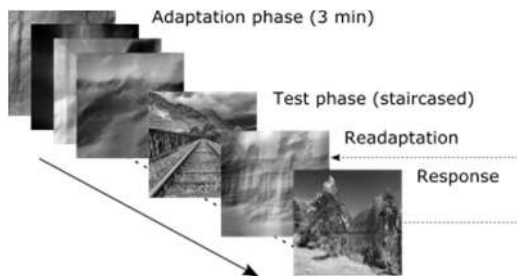 Adaptation phase (3 min)
Test phase (staircased)
Readaptation
Response